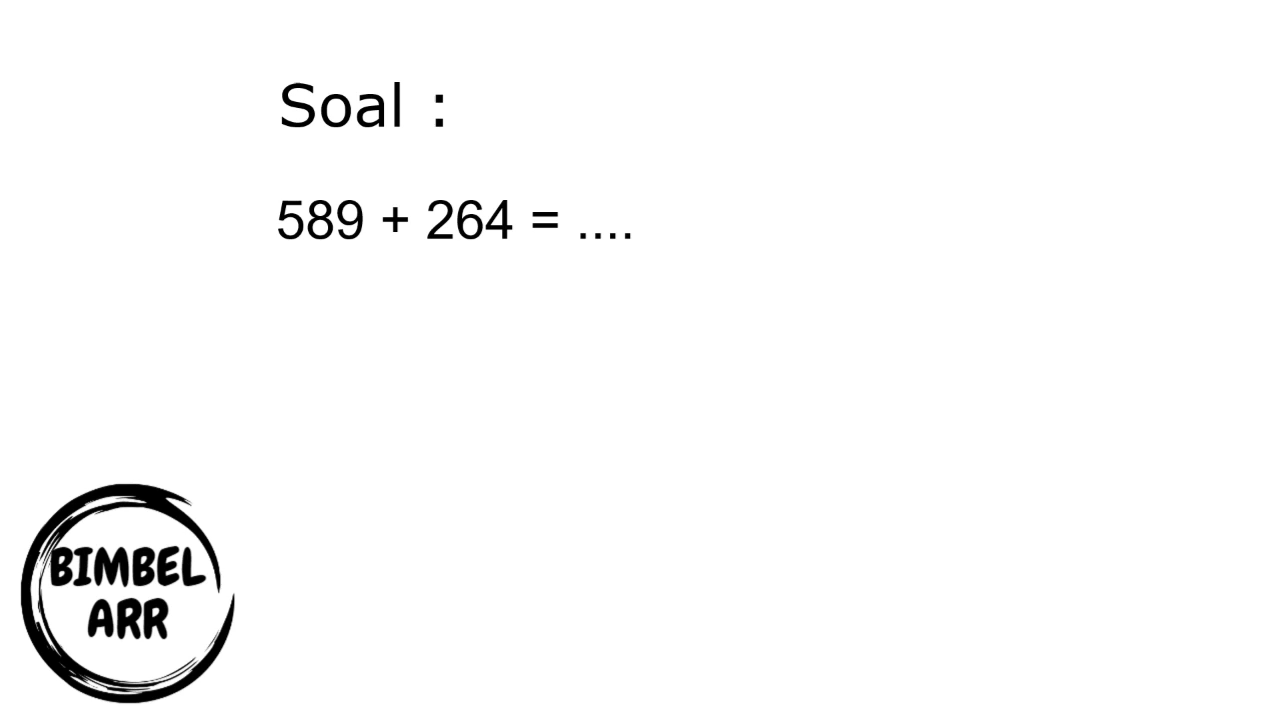 Soal :
589 + 264 = ....
BIMBEL
ARR